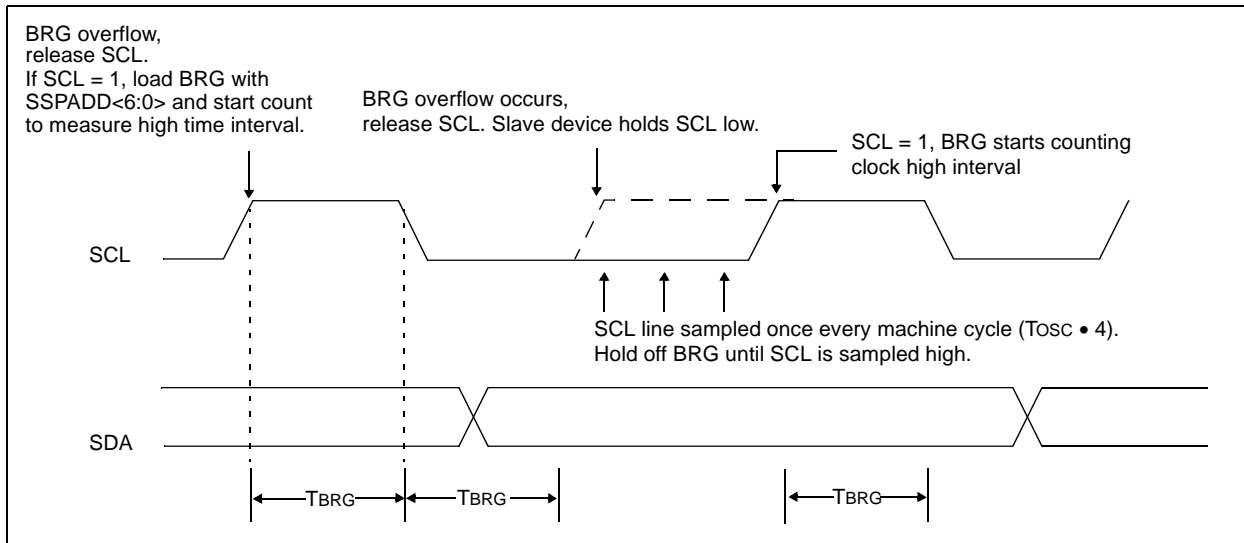 BRG overflow,
release SCL.
If SCL = 1, load BRG with
SSPADD<6:0> and start count
to measure high time interval.
BRG overflow occurs,
release SCL. Slave device holds SCL low.
SCL = 1, BRG starts counting
clock high interval
SCL
SCL line sampled once every machine cycle (TOSC • 4).
Hold off BRG until SCL is sampled high.
SDA
TBRG
TBRG
TBRG